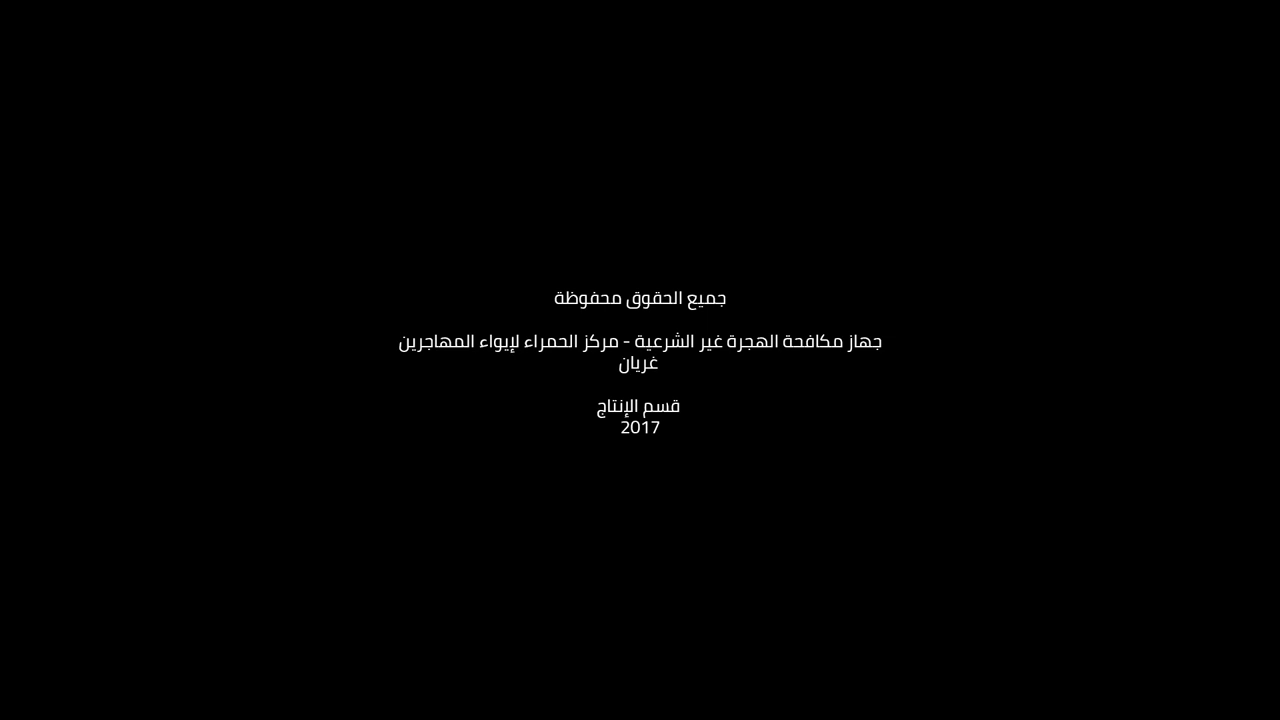 جميع الحقوق محفوظة
جهاز مكافحة الهجرة غير الشرعية - مركز الحمراء لإيواء المهاجرين
غريان
قسم الإنتاج
2017